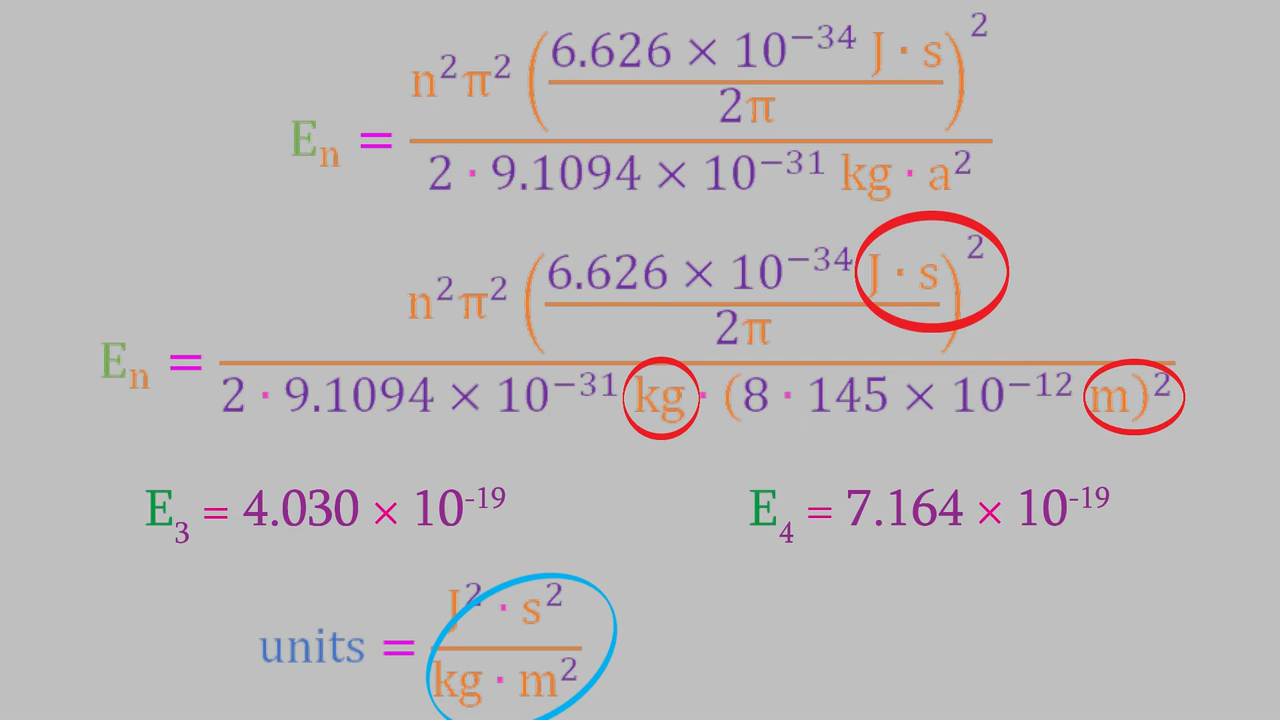 Eₙ = n²π² (6.626 × 10⁻³⁴ J · s / 2π)² / 2 · 9.1094 × 10⁻³¹ kg · a²
Eₙ = n²π² (6.626 × 10⁻³⁴ J · s / 2π)² / 2 · 9.1094 × 10⁻³¹ kg · (8 · 145 × 10⁻¹² m)²
E₃ = 4.030 × 10⁻¹⁹ E₄ = 7.164 × 10⁻¹⁹
units = J² · s² / kg · m²